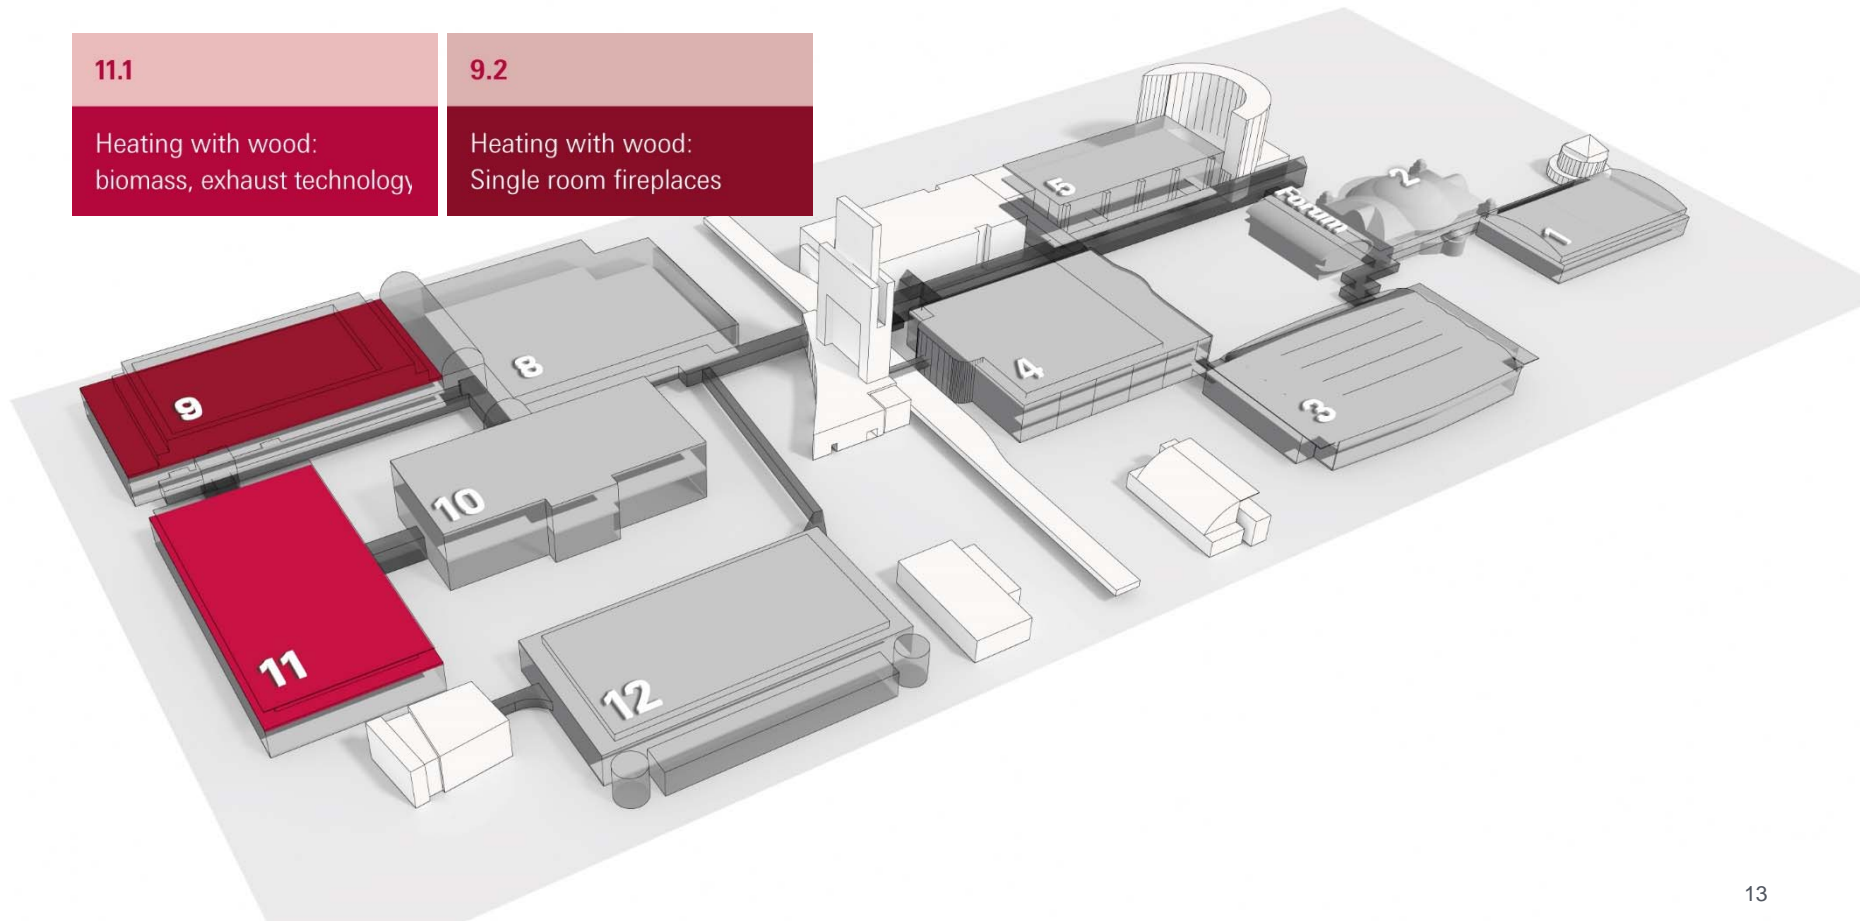 11.1
Heating with wood:
biomass, exhaust technology
9.2
Heating with wood:
Single room fireplaces
5
Forum
2
1
8
4
3
9
10
11
12
13